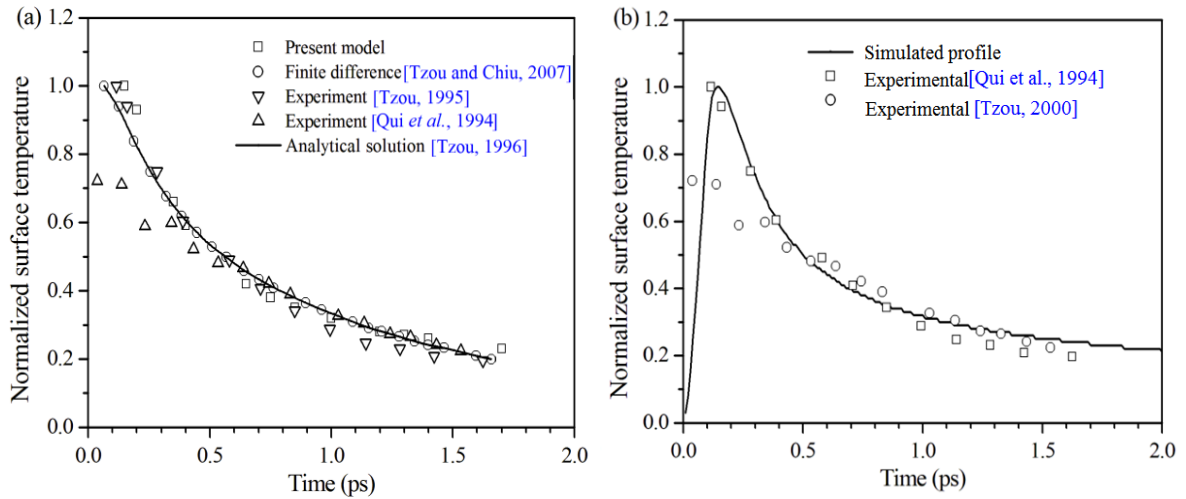 (a)
1.2
1.0
0.8
0.6
0.4
0.2
0.0
Normalized surface temperature
Present model
Finite difference[Tzou and Chiu, 2007]
Experiment [Tzou, 1995]
Experiment [Qui et al., 1994]
Analytical solution [Tzou, 1996]
0.0 0.5 1.0 1.5 2.0
Time (ps)
(b)
1.2
1.0
0.8
0.6
0.4
0.2
0.0
Normalized surface temperature
Simulated profile
Experimental[Qui et al., 1994]
Experimental [Tzou, 2000]
0.0 0.5 1.0 1.5 2.0
Time (ps)